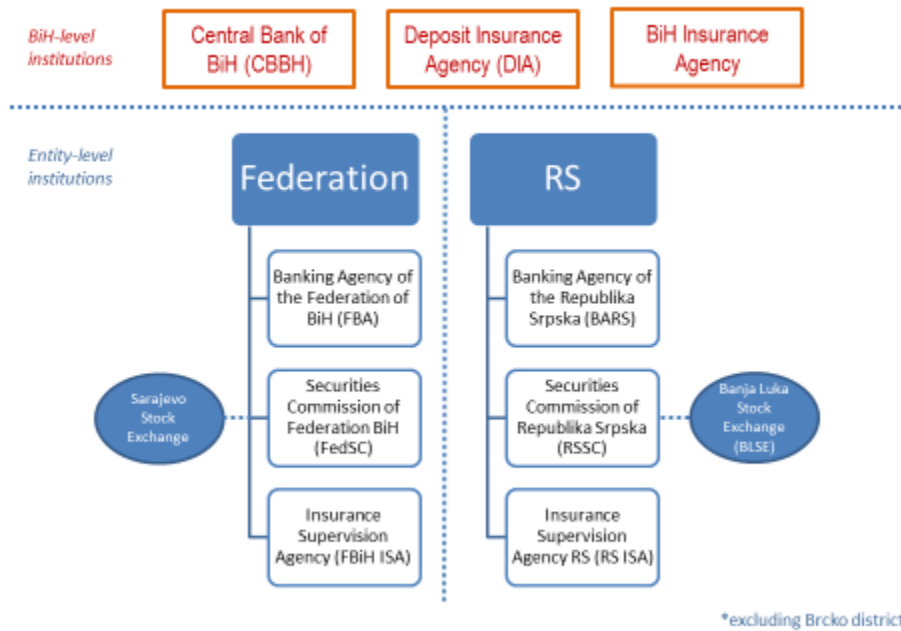 BiH-level
institutions
Central Bank of
BiH (CBBH)
Deposit Insurance
Agency (DIA)
BiH Insurance
Agency
Entity-level
institutions
Federation
RS
Banking Agency of
the Federation of
BiH (FBA)
Banking Agency of
the Republika
Srpska (BARS)
Sarajevo
Stock
Exchange
Securities
Commission of
Federation BiH
(FedSC)
Securities
Commission of
Republika Srpska
(RSSC)
Banja Luka
Stock
Exchange
(BLSE)
Insurance
Supervision
Agency (FBiH ISA)
Insurance
Supervision
Agency RS (RS ISA)
*excluding Brcko district